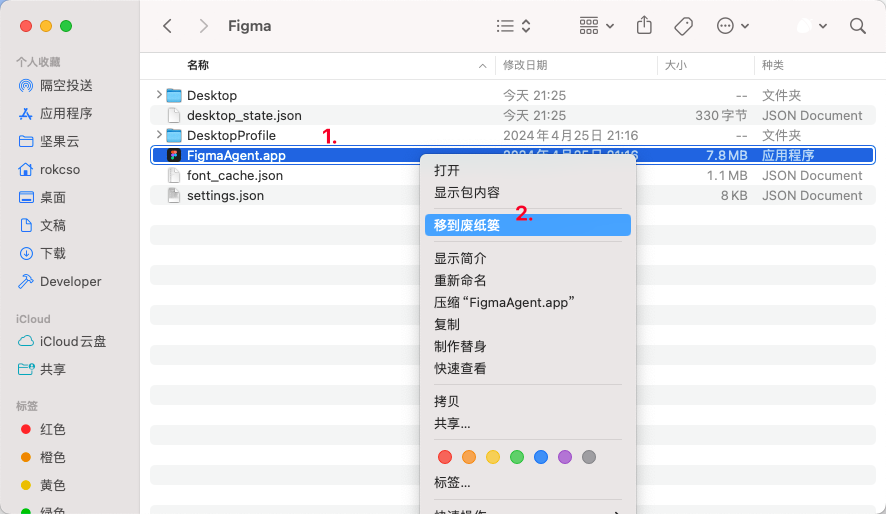 Figma
个人收藏
隔空投送
应用程序
坚果云
rokcso
桌面
文稿
下载
Developer
iCloud
iCloud云盘
共享
标签
红色
橙色
黄色
绿色
名称 修改日期 大小 种类
Desktop 今天 21:25 -- 文件夹
desktop_state.json 今天 21:25 330字节 JSON Document
DesktopProfile 2024年4月25日 21:16 -- 文件夹
1.
FigmaAgent.app 2024年4月25日 21:16 7.8 MB 应用程序
font_cache.json 1.1 MB JSON Document
settings.json 8 KB JSON Document
打开
显示包内容
2.
移到废纸篓
显示简介
重新命名
压缩“FigmaAgent.app”
复制
制作替身
快速查看
拷贝
共享...
标签...
快速操作